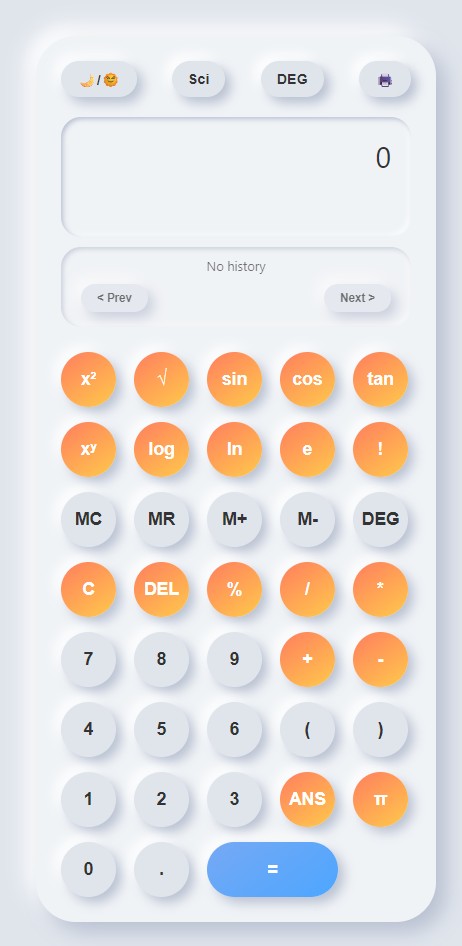 🌙/🌞 Sci DEG 🖨
0
No history
< Prev Next >
x² √ sin cos tan
xʸ log ln e !
MC MR M+ M- DEG
C DEL % / *
7 8 9 + -
4 5 6 ( )
1 2 3 ANS π
0 . =